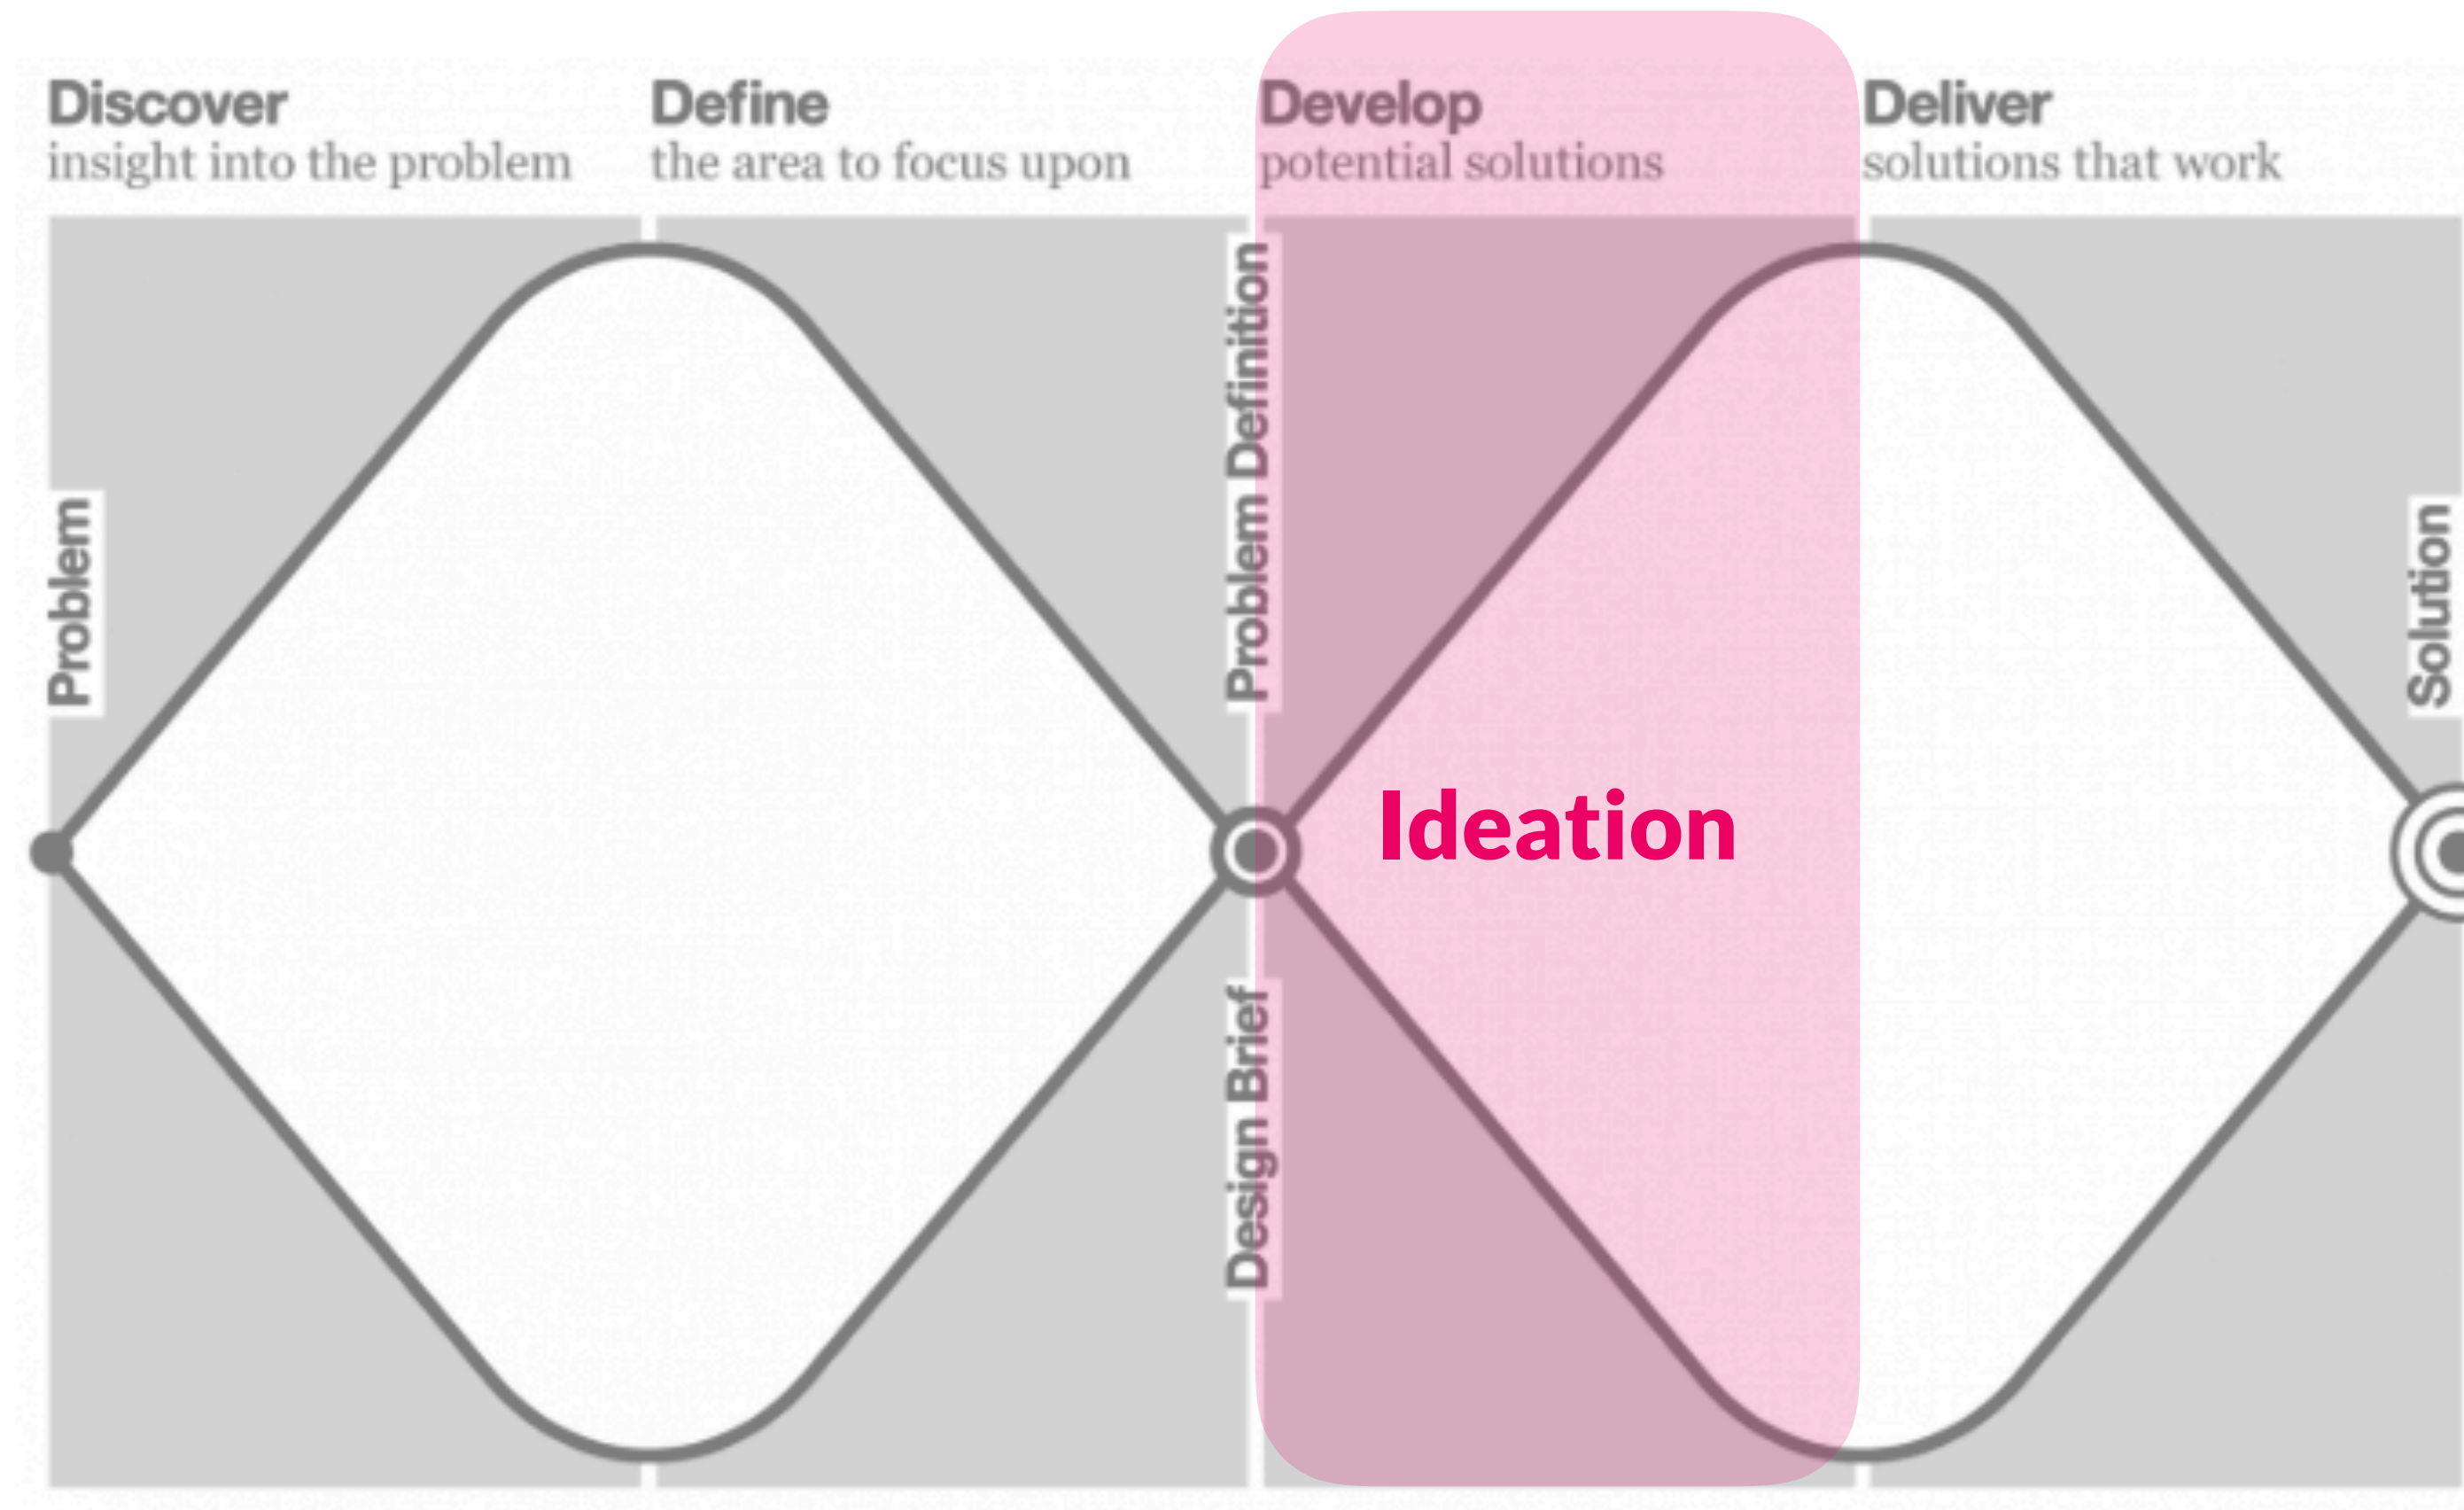 Discover
insight into the problem
Define
the area to focus upon
Develop
potential solutions
Deliver
solutions that work
Problem
Problem Definition
Design Brief
Ideation
Solution